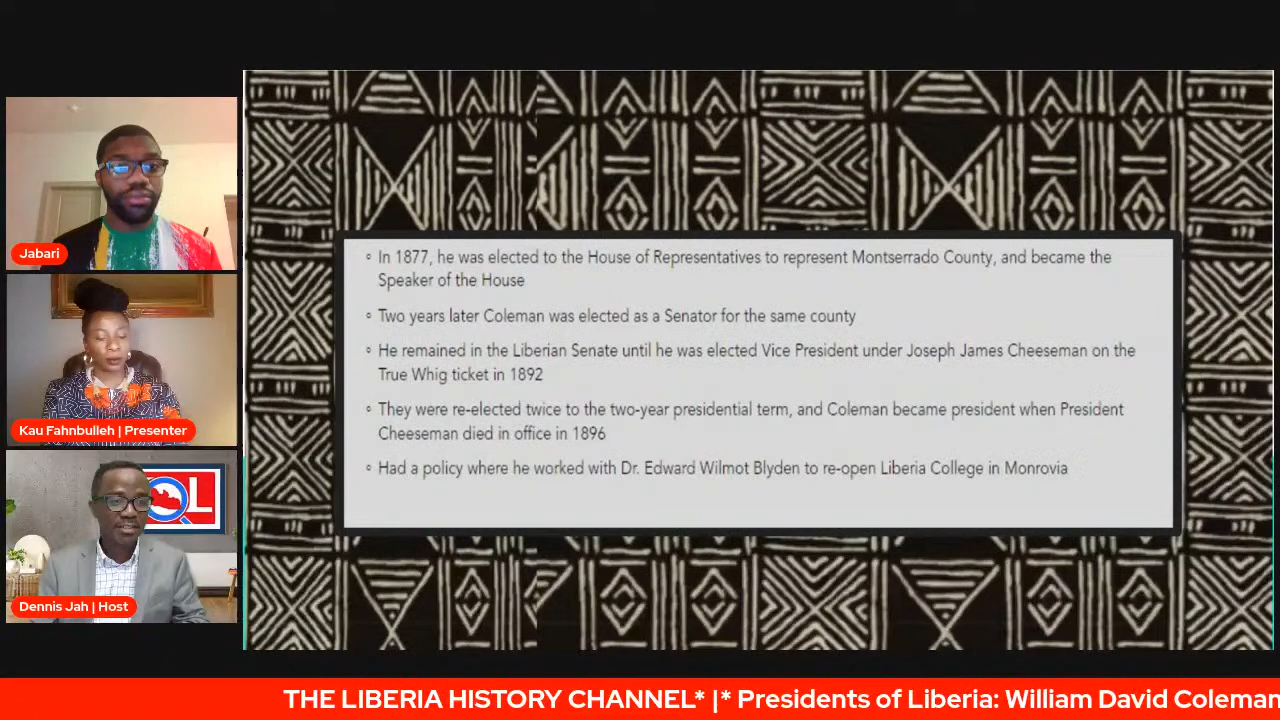 Jabari
Kau Fahnbulleh | Presenter
OL
Dennis Jah | Host
◦ In 1877, he was elected to the House of Representatives to represent Montserrado County, and became the
Speaker of the House
◦ Two years later Coleman was elected as a Senator for the same county
◦ He remained in the Liberian Senate until he was elected Vice President under Joseph James Cheeseman on the
True Whig ticket in 1892
◦ They were re-elected twice to the two-year presidential term, and Coleman became president when President
Cheeseman died in office in 1896
◦ Had a policy where he worked with Dr. Edward Wilmot Blyden to re-open Liberia College in Monrovia
THE LIBERIA HISTORY CHANNEL* |* Presidents of Liberia: William David Coleman